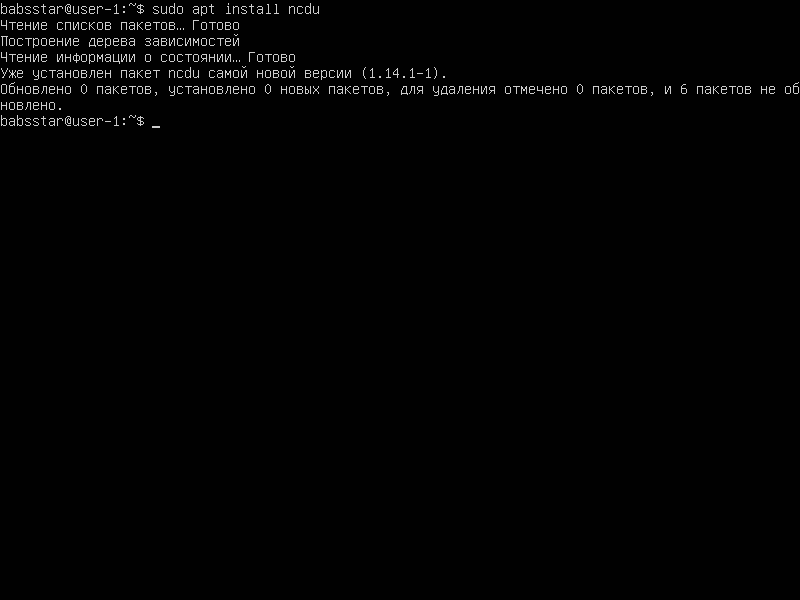 babsstar@user-1:~$ sudo apt install ncdu
Чтение списков пакетов… Готово
Построение дерева зависимостей
Чтение информации о состоянии… Готово
Уже установлен пакет ncdu самой новой версии (1.14.1-1).
Обновлено 0 пакетов, установлено 0 новых пакетов, для удаления отмечено 0 пакетов, и 6 пакетов не об
новлено.
babsstar@user-1:~$ _